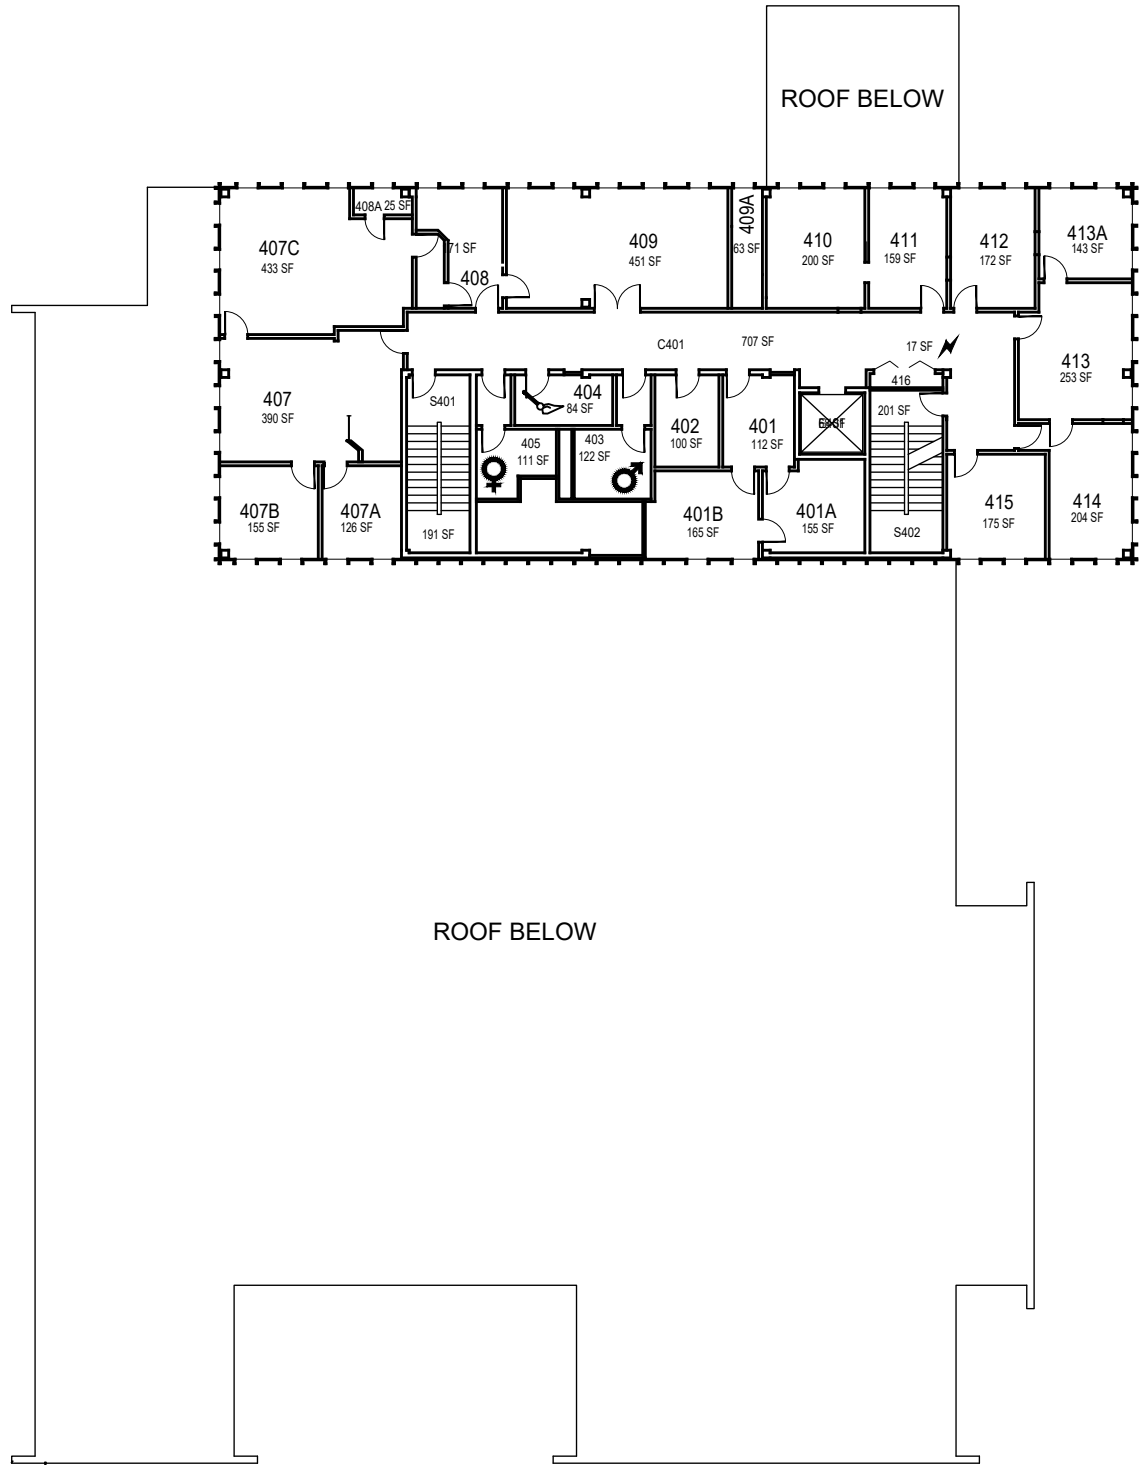 ROOF BELOW
408A 25 SF
407C
433 SF
71 SF
408
409
451 SF
409A
63 SF
410
200 SF
411
159 SF
412
172 SF
413A
143 SF
C401
707 SF
17 SF
413
253 SF
416
407
390 SF
S401
404
84 SF
402
100 SF
401
112 SF
201 SF
405
111 SF
403
122 SF
407B
155 SF
407A
126 SF
191 SF
401B
165 SF
401A
155 SF
S402
415
175 SF
414
204 SF
ROOF BELOW